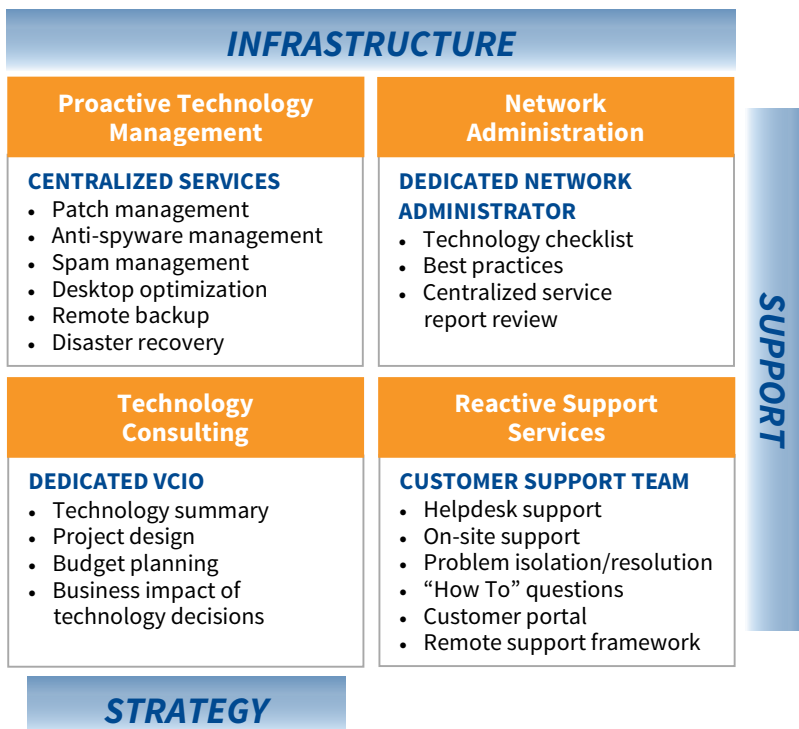 INFRASTRUCTURE
Proactive Technology
Management
CENTRALIZED SERVICES
• Patch management
• Anti-spyware management
• Spam management
• Desktop optimization
• Remote backup
• Disaster recovery
Network
Administration
DEDICATED NETWORK
ADMINISTRATOR
• Technology checklist
• Best practices
• Centralized service
report review
SUPPORT
Technology
Consulting
DEDICATED VCIO
• Technology summary
• Project design
• Budget planning
• Business impact of
technology decisions
Reactive Support
Services
CUSTOMER SUPPORT TEAM
• Helpdesk support
• On-site support
• Problem isolation/resolution
• “How To” questions
• Customer portal
• Remote support framework
STRATEGY